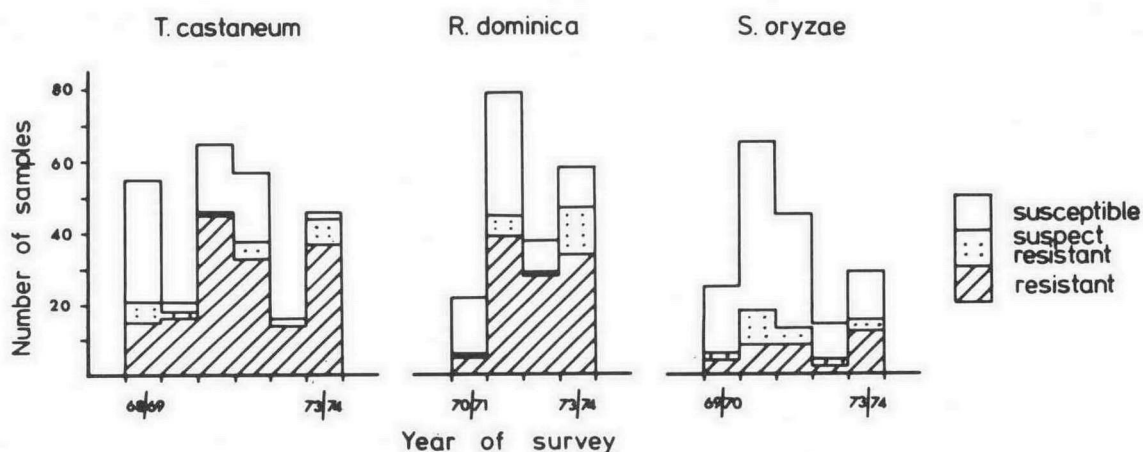 T. castaneum R. dominica S. oryzae
80
60
40
20
Number of samples
susceptible
suspect
resistant
resistant
68/69 73/74 70/71 73/74 69/70 73/74
Year of survey